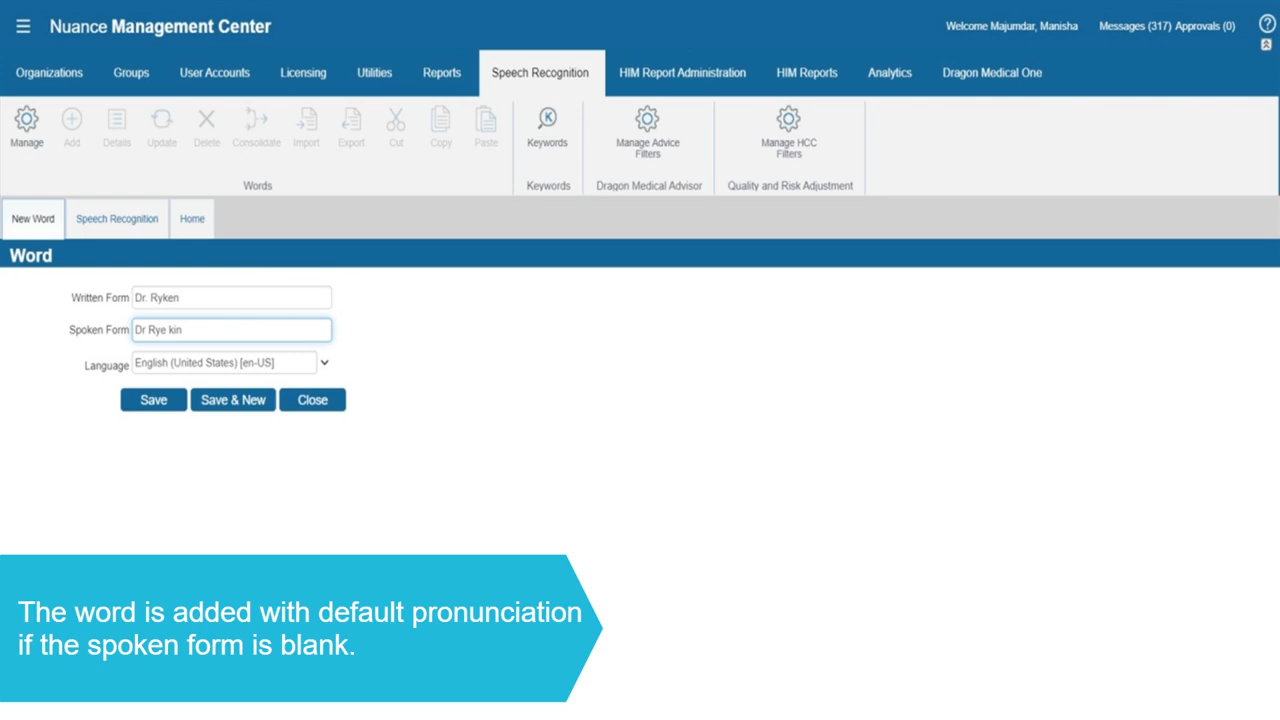 Nuance Management Center
Welcome Majumdar, Manisha Messages (317) Approvals (0)
Organizations Groups User Accounts Licensing Utilities Reports Speech Recognition HIM Report Administration HIM Reports Analytics Dragon Medical One
Manage Add Details Update Delete Consolidate Import Export Cut Copy Paste Keywords Manage Advice Filters Manage HCC Filters
Words Keywords Dragon Medical Advisor Quality and Risk Adjustment
New Word Speech Recognition Home
Word
Written Form Dr. Ryken
Spoken Form Dr Rye kin
Language English (United States) [en-US]
Save Save & New Close
The word is added with default pronunciation
if the spoken form is blank.